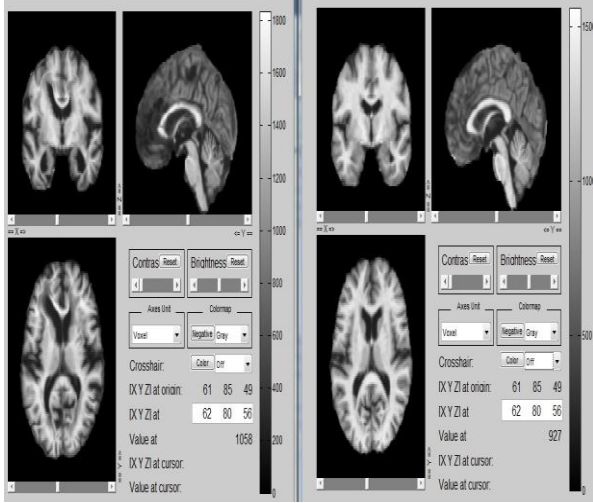 1800
1600
1400
1200
1000
800
600
400
200
0
Contras Reset
Brightness Reset
Axes Unit
Colormap
Voxel
Negative Gray
Crosshair: Color Off
[X Y Z] at origin: 61 85 49
[X Y Z] at 62 80 56
Value at 1058
[X Y Z] at cursor:
Value at cursor:
1500
1000
500
0
Contras Reset
Brightness Reset
Axes Unit
Colormap
Voxel
Negative Gray
Crosshair: Color Off
[X Y Z] at origin: 61 85 49
[X Y Z] at 62 80 56
Value at 927
[X Y Z] at cursor:
Value at cursor: